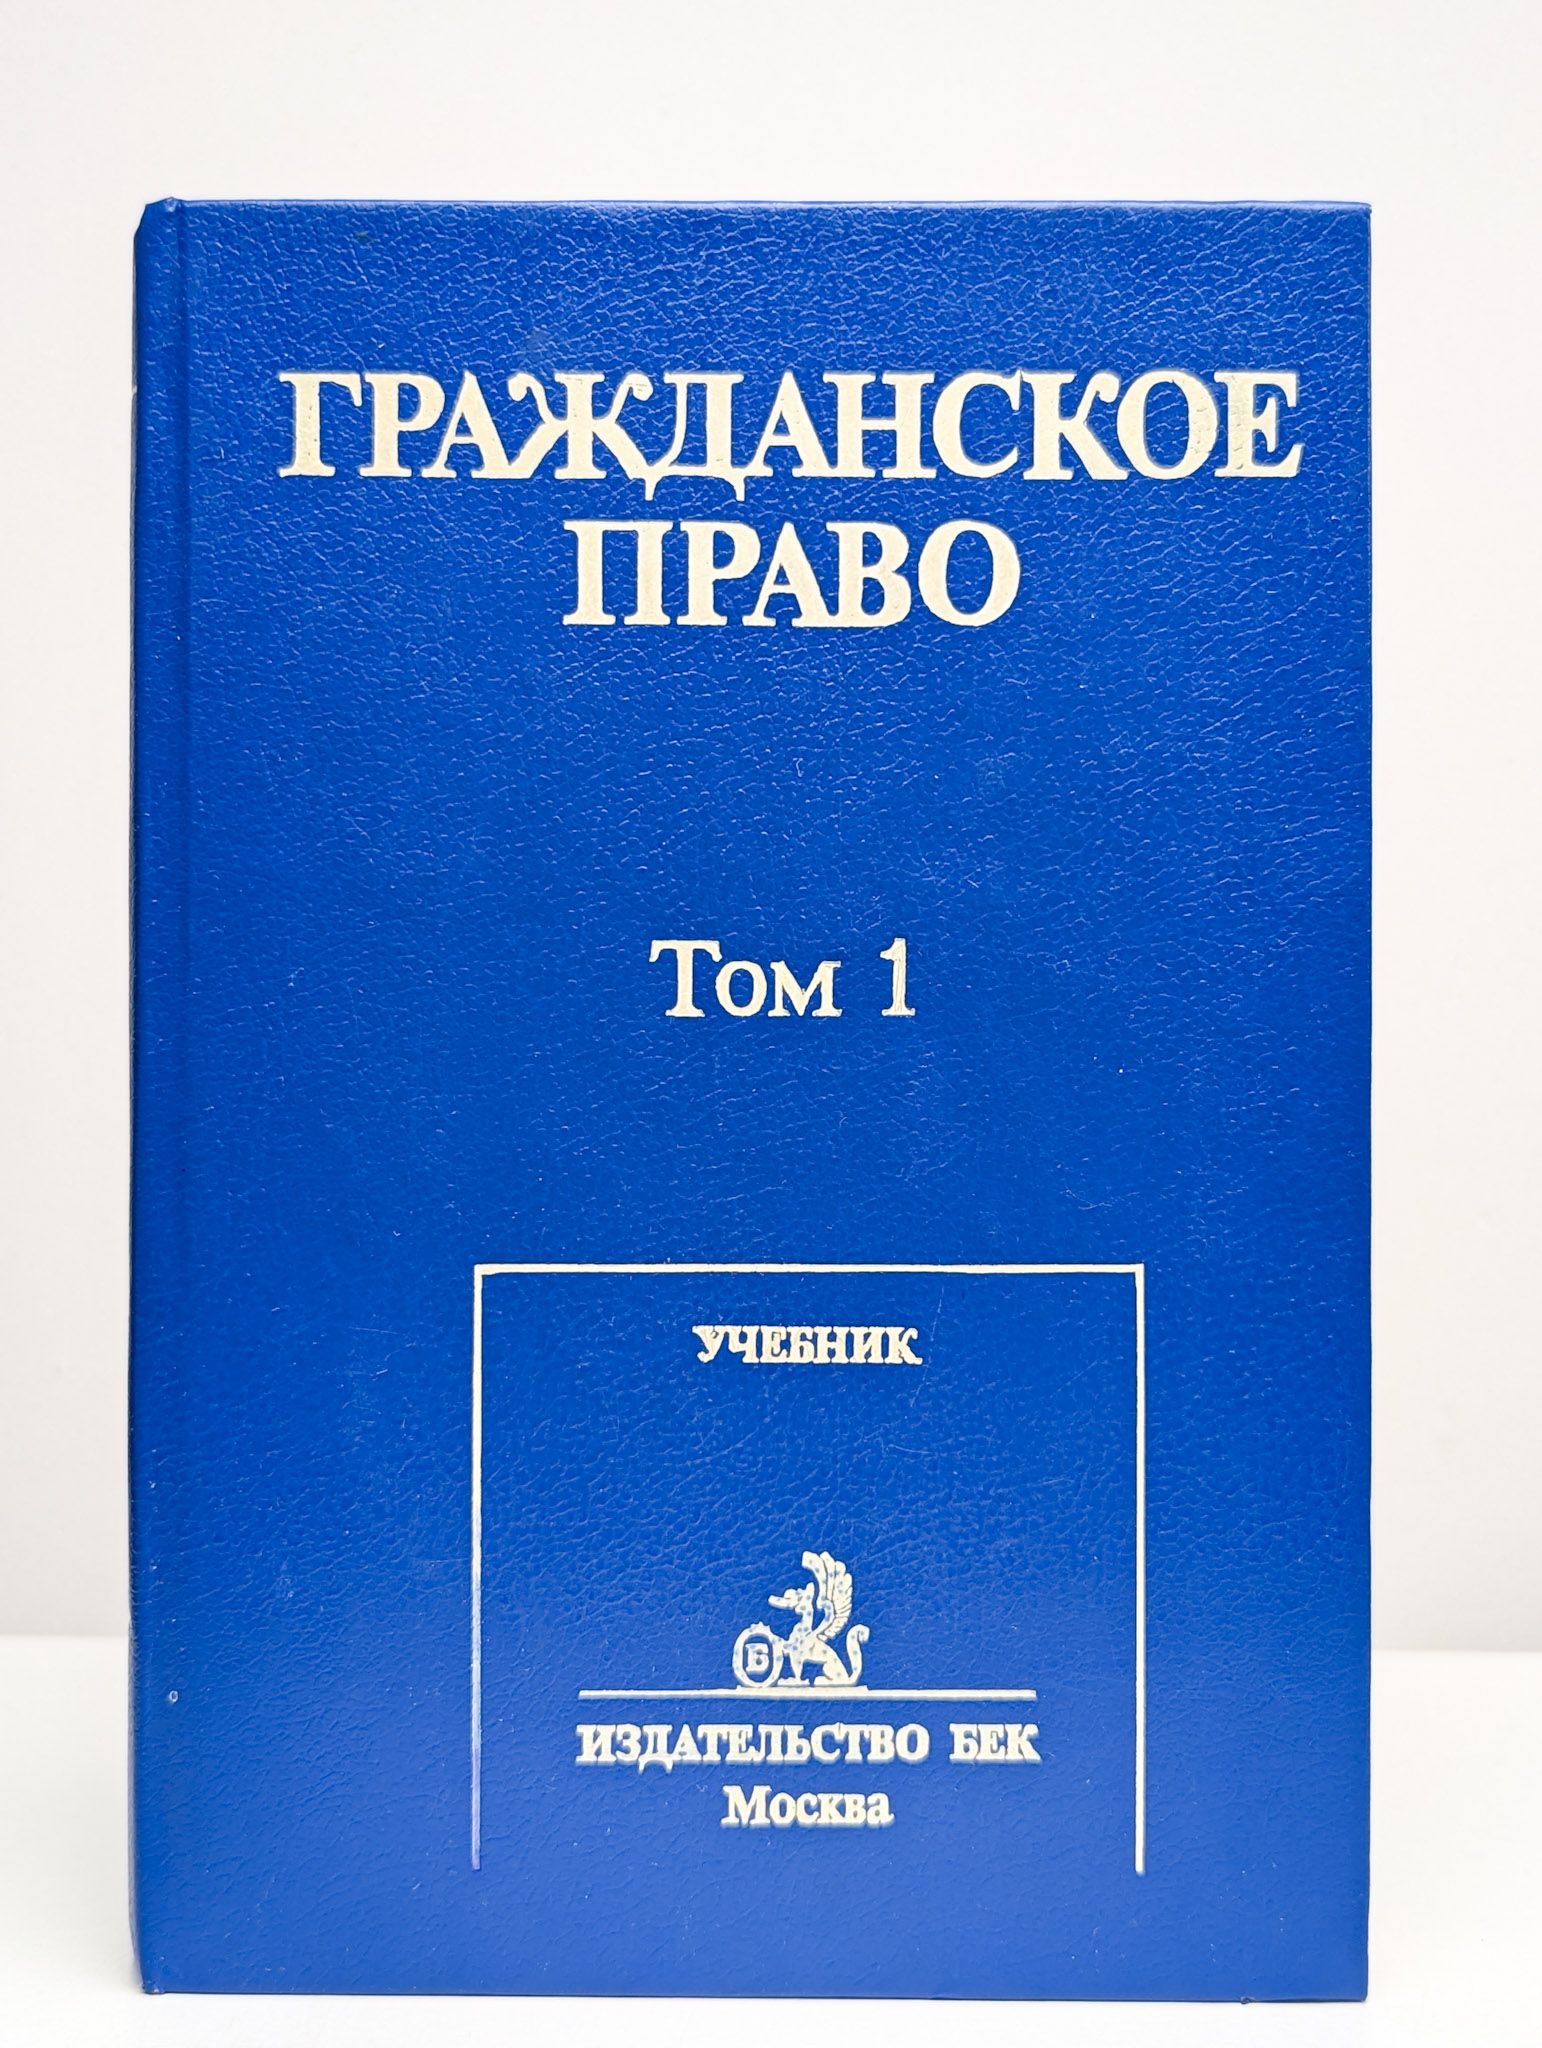 ГРАЖДАНСКОЕ
ПРАВО
Том 1
УЧЕБНИК
Б
ИЗДАТЕЛЬСТВО БЕК
Москва